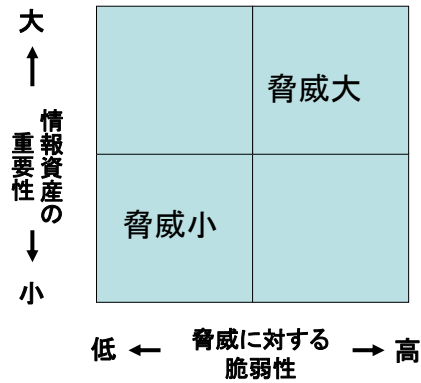 大
情報資産の
重要性
小
脅威大
脅威小
低
脅威に対する
脆弱性
高